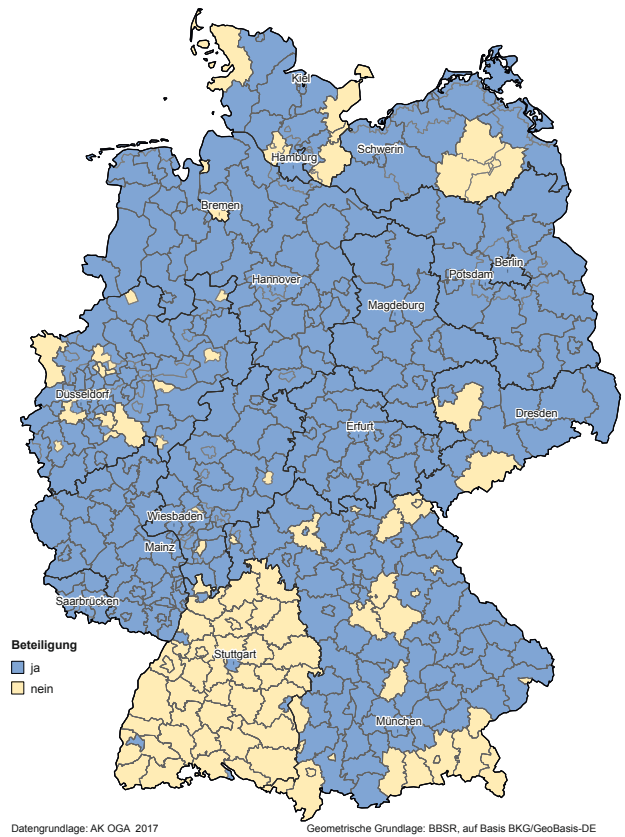 Kiel
Hamburg
Schwerin
Bremen
Berlin
Potsdam
Hannover
Magdeburg
Düsseldorf
Dresden
Erfurt
Wiesbaden
Mainz
Saarbrücken
Beteiligung
ja
nein
Stuttgart
München
Datengrundlage: AK OGA 2017
Geometrische Grundlage: BBSR, auf Basis BKG/GeoBasis-DE